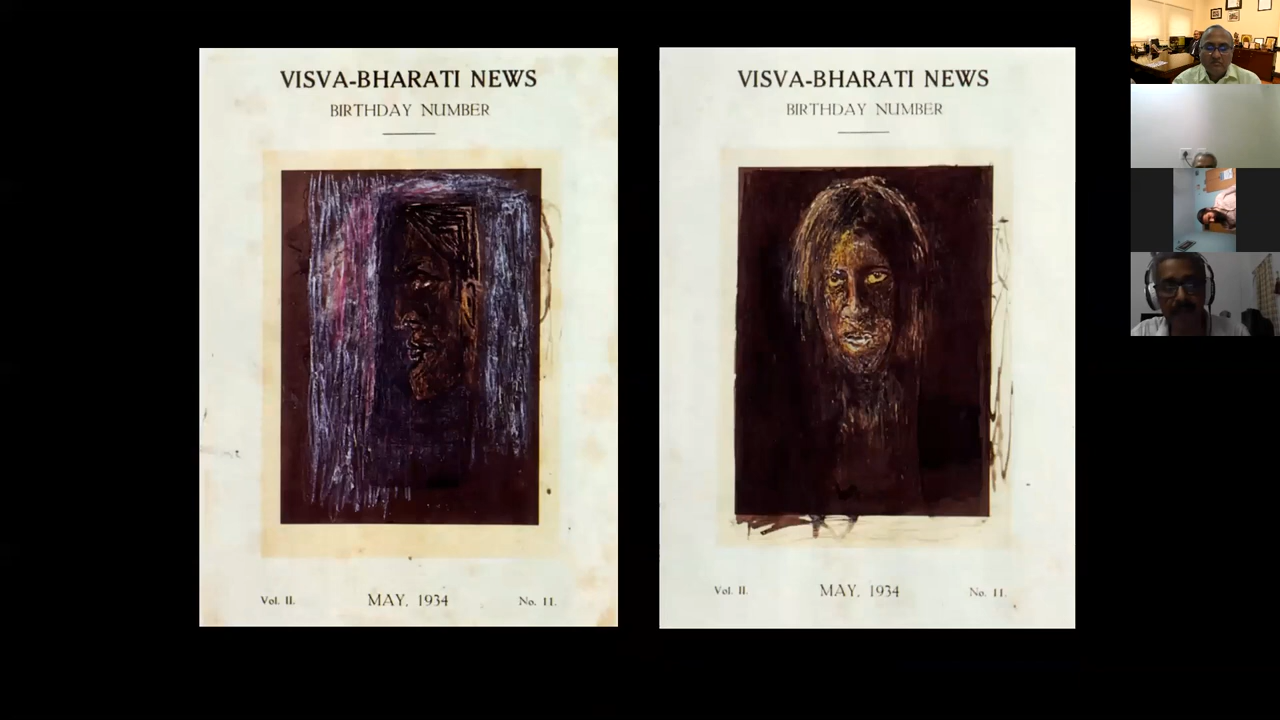 VISVA-BHARATI NEWS
BIRTHDAY NUMBER
Vol. II.
MAY, 1934
No. 11.
VISVA-BHARATI NEWS
BIRTHDAY NUMBER
Vol. II.
MAY, 1934
No. 11.